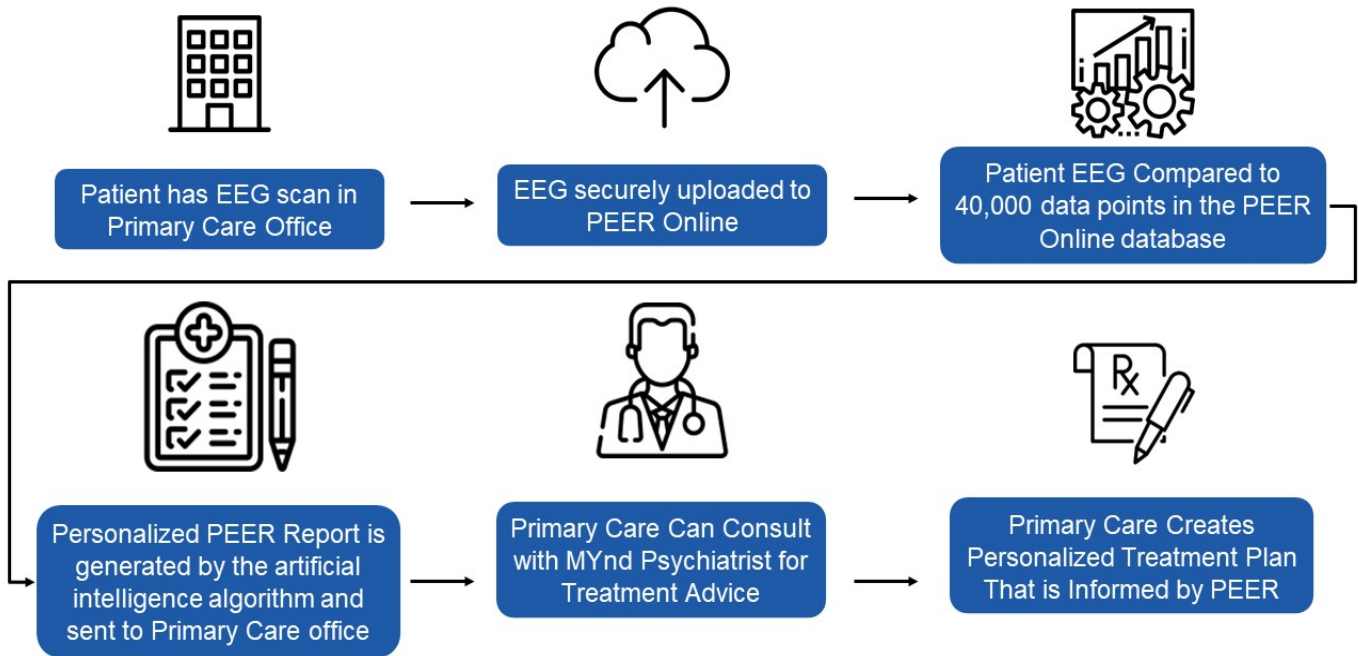 Patient has EEG scan in
Primary Care Office
EEG securely uploaded to
PEER Online
Patient EEG Compared to
40,000 data points in the PEER
Online database
Personalized PEER Report is
generated by the artificial
intelligence algorithm and
sent to Primary Care office
Primary Care Can Consult
with MYnd Psychiatrist for
Treatment Advice
Rx
Primary Care Creates
Personalized Treatment Plan
That is Informed by PEER